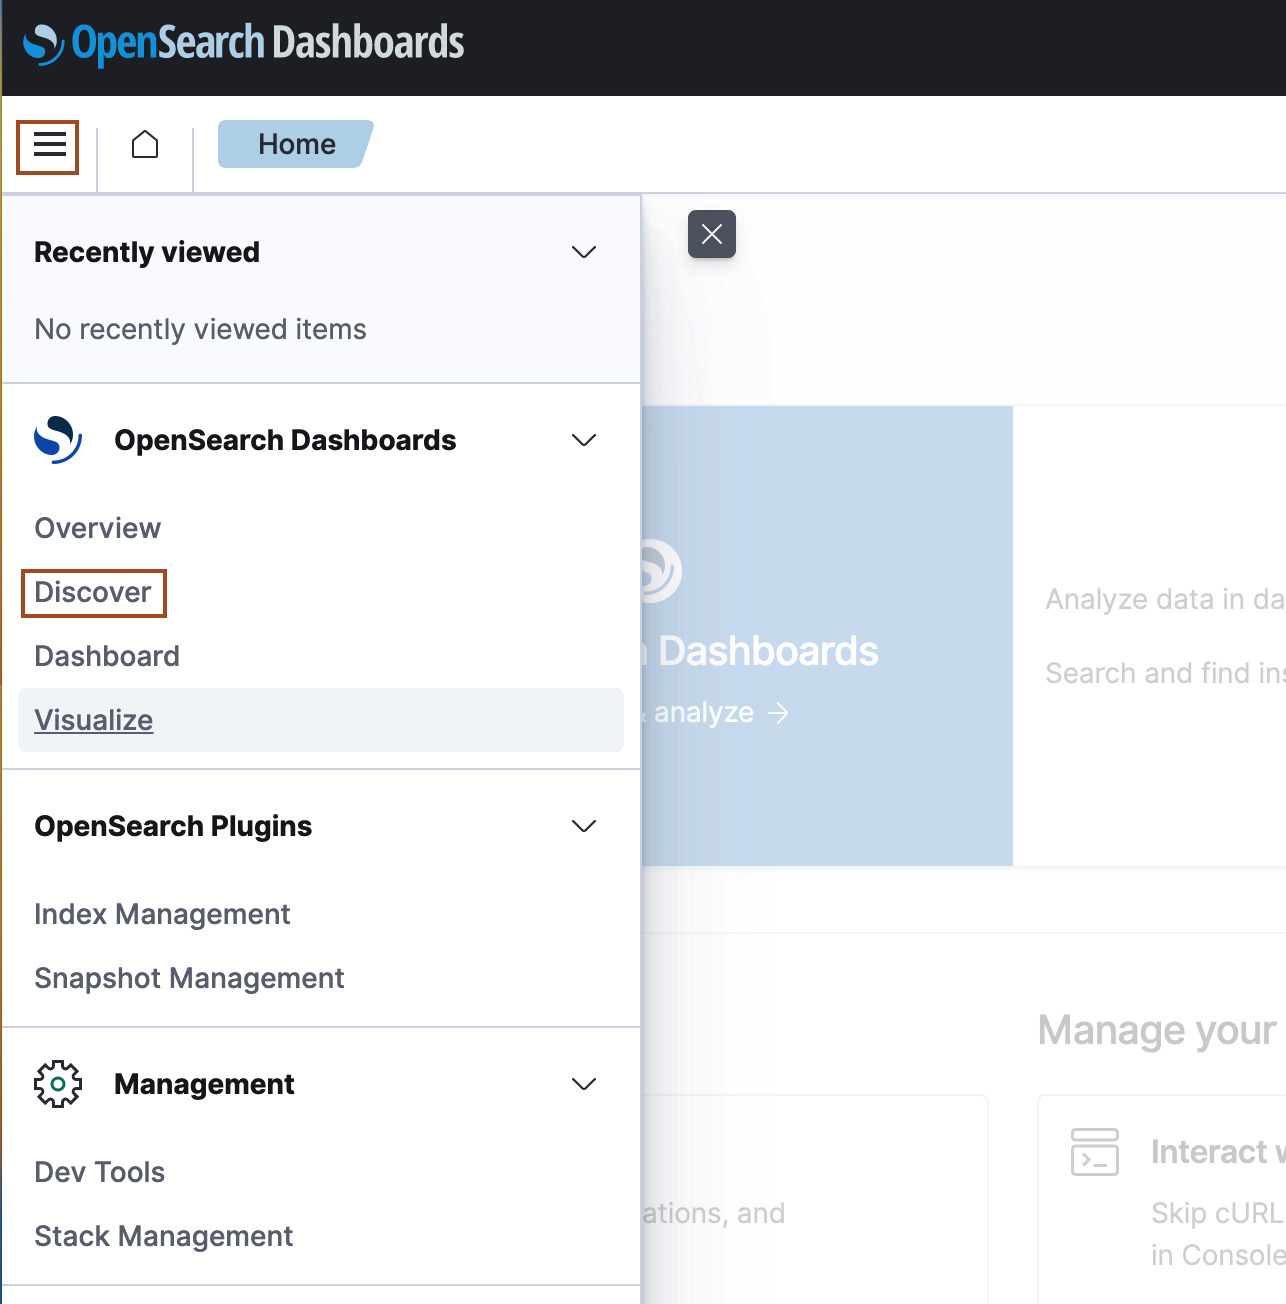 OpenSearch Dashboards
Home
Recently viewed
No recently viewed items
OpenSearch Dashboards
Overview
Discover
Dashboard
Visualize
OpenSearch Plugins
Index Management
Snapshot Management
Management
Dev Tools
Stack Management
Dashboards
analyze →
Analyze data in da
Search and find ins
Manage your
Interact w
Skip cURL
in Console
ations, and